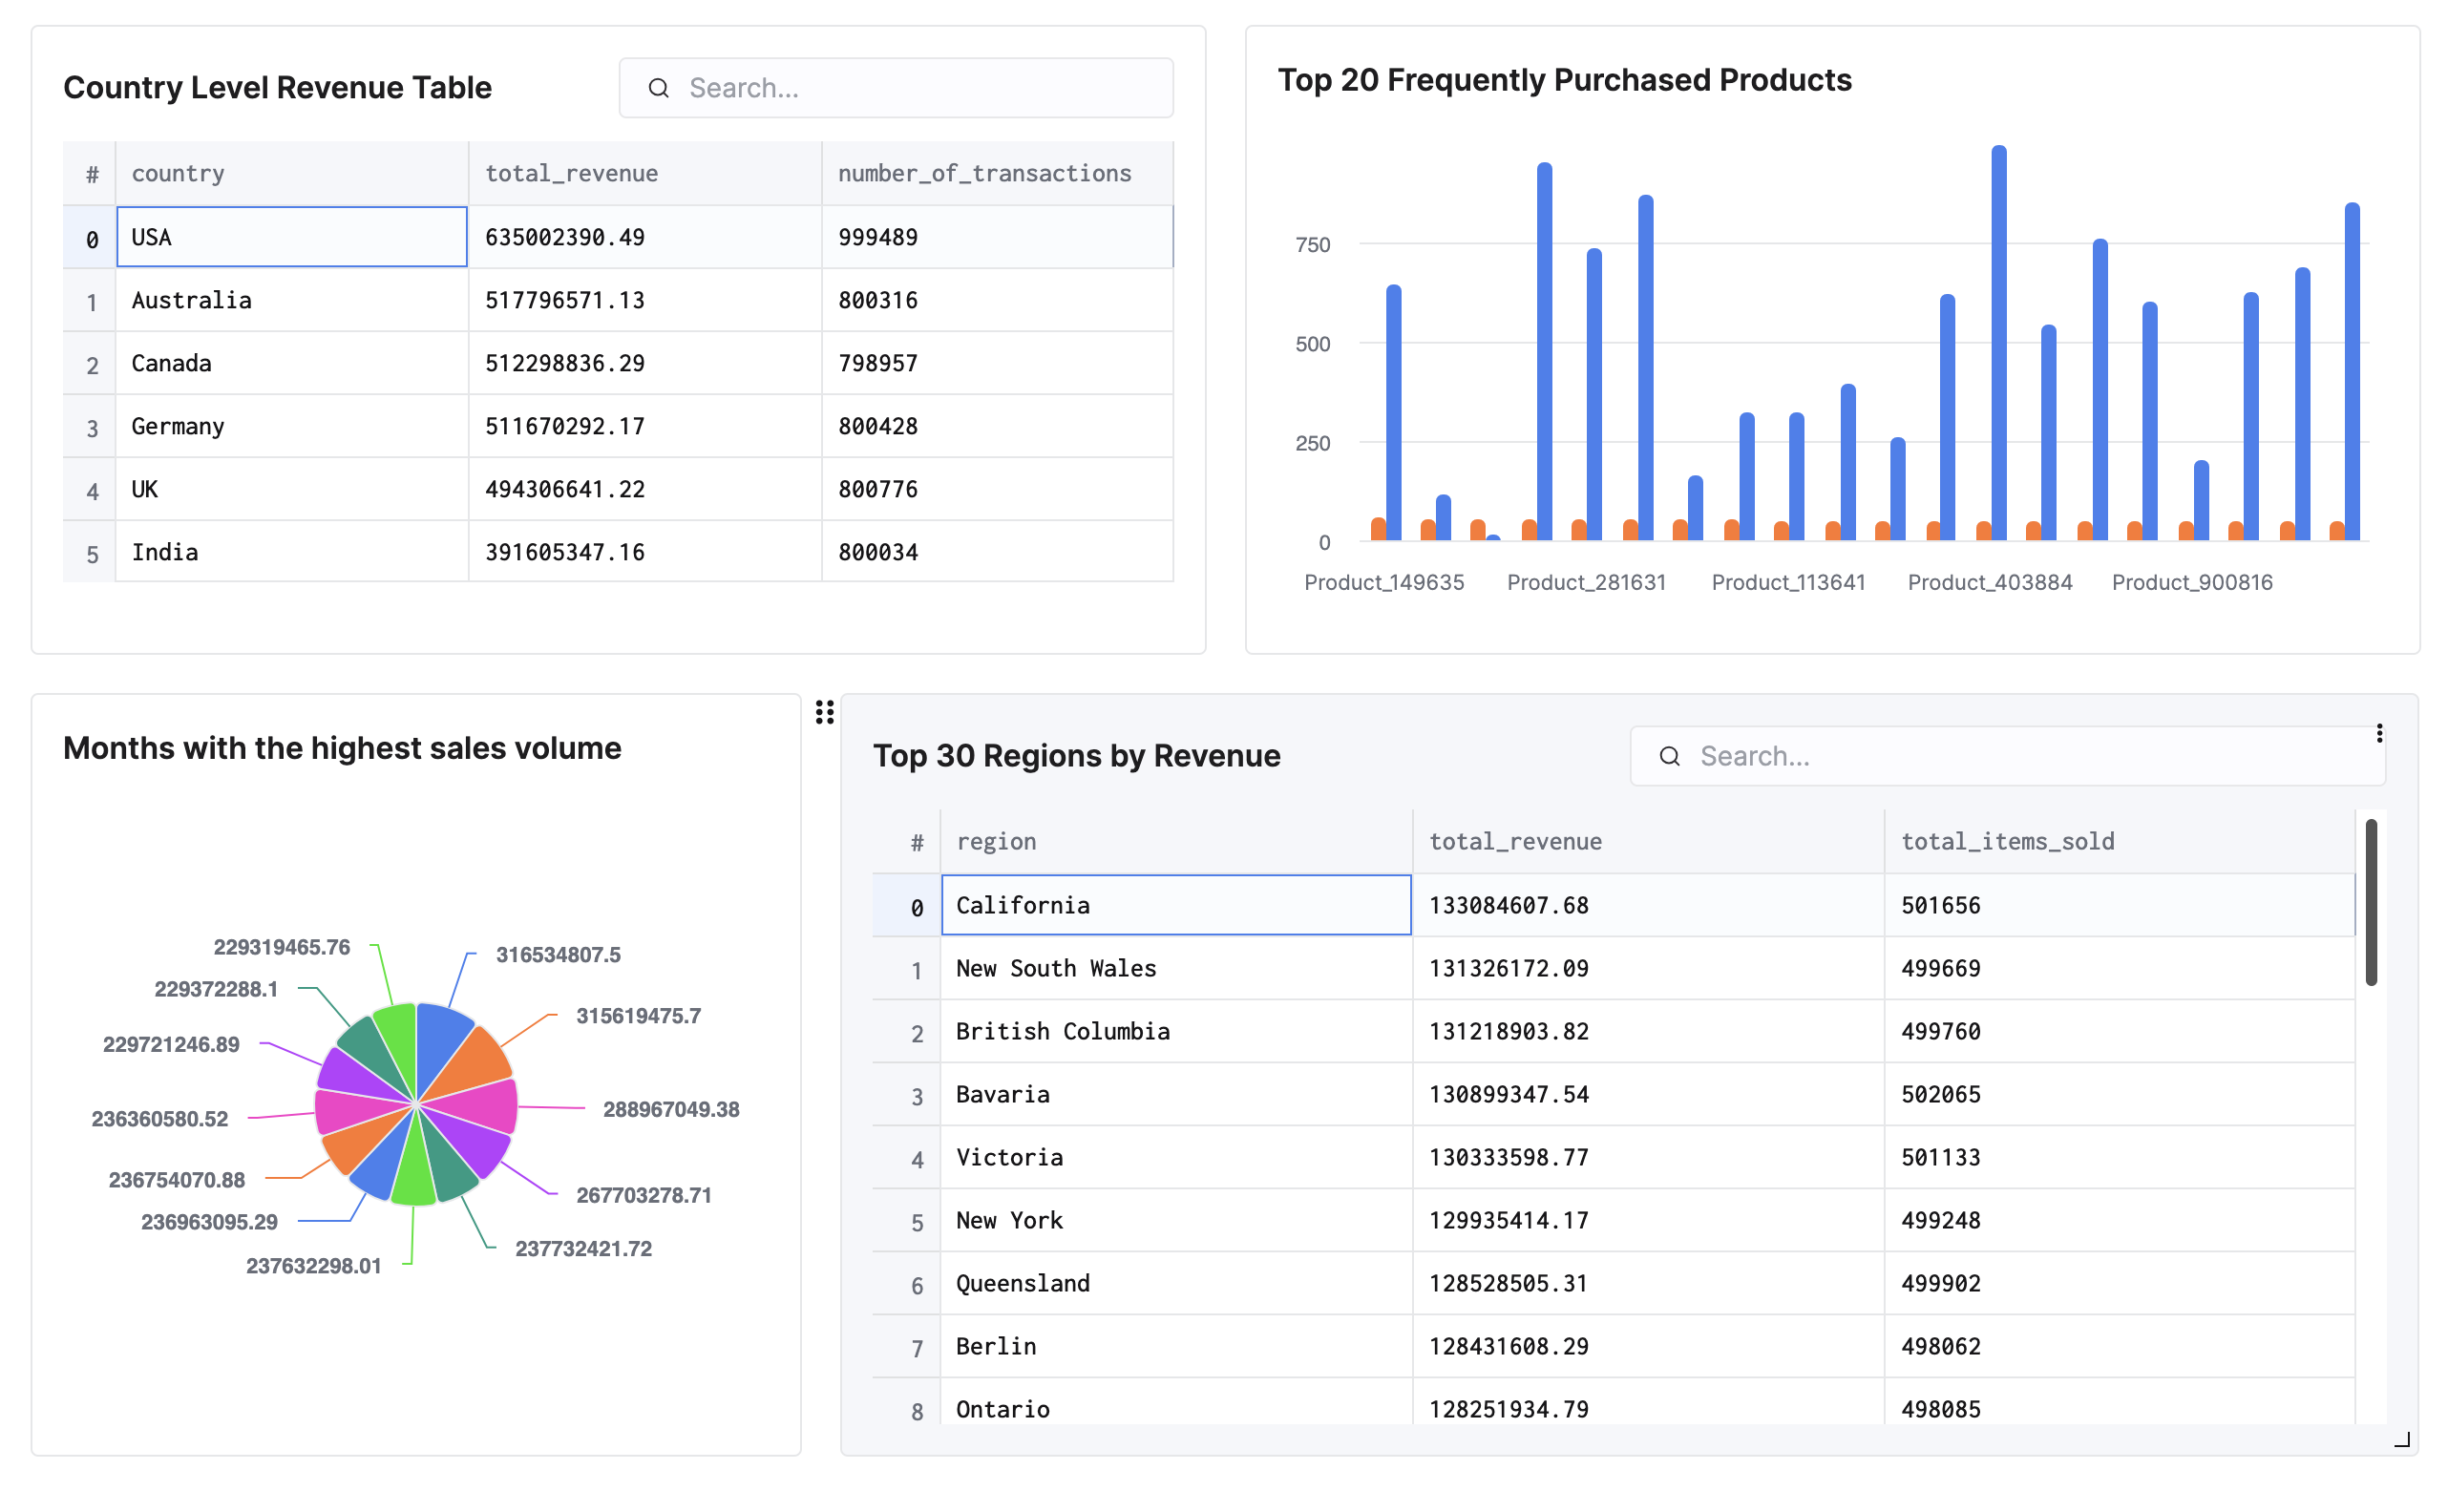 Country Level Revenue Table
Search...
# country total_revenue number_of_transactions
0 USA 635002390.49 999489
1 Australia 517796571.13 800316
2 Canada 512298836.29 798957
3 Germany 511670292.17 800428
4 UK 494306641.22 800776
5 India 391605347.16 800034
Top 20 Frequently Purchased Products
750
500
250
0
Product_149635 Product_281631 Product_113641 Product_403884 Product_900816
Months with the highest sales volume
229319465.76
316534807.5
229372288.1
315619475.7
229721246.89
236360580.52
288967049.38
236754070.88
267703278.71
236963095.29
237732421.72
237632298.01
Top 30 Regions by Revenue
Search...
# region total_revenue total_items_sold
0 California 133084607.68 501656
1 New South Wales 131326172.09 499669
2 British Columbia 131218903.82 499760
3 Bavaria 130899347.54 502065
4 Victoria 130333598.77 501133
5 New York 129935414.17 499248
6 Queensland 128528505.31 499902
7 Berlin 128431608.29 498062
8 Ontario 128251934.79 498085